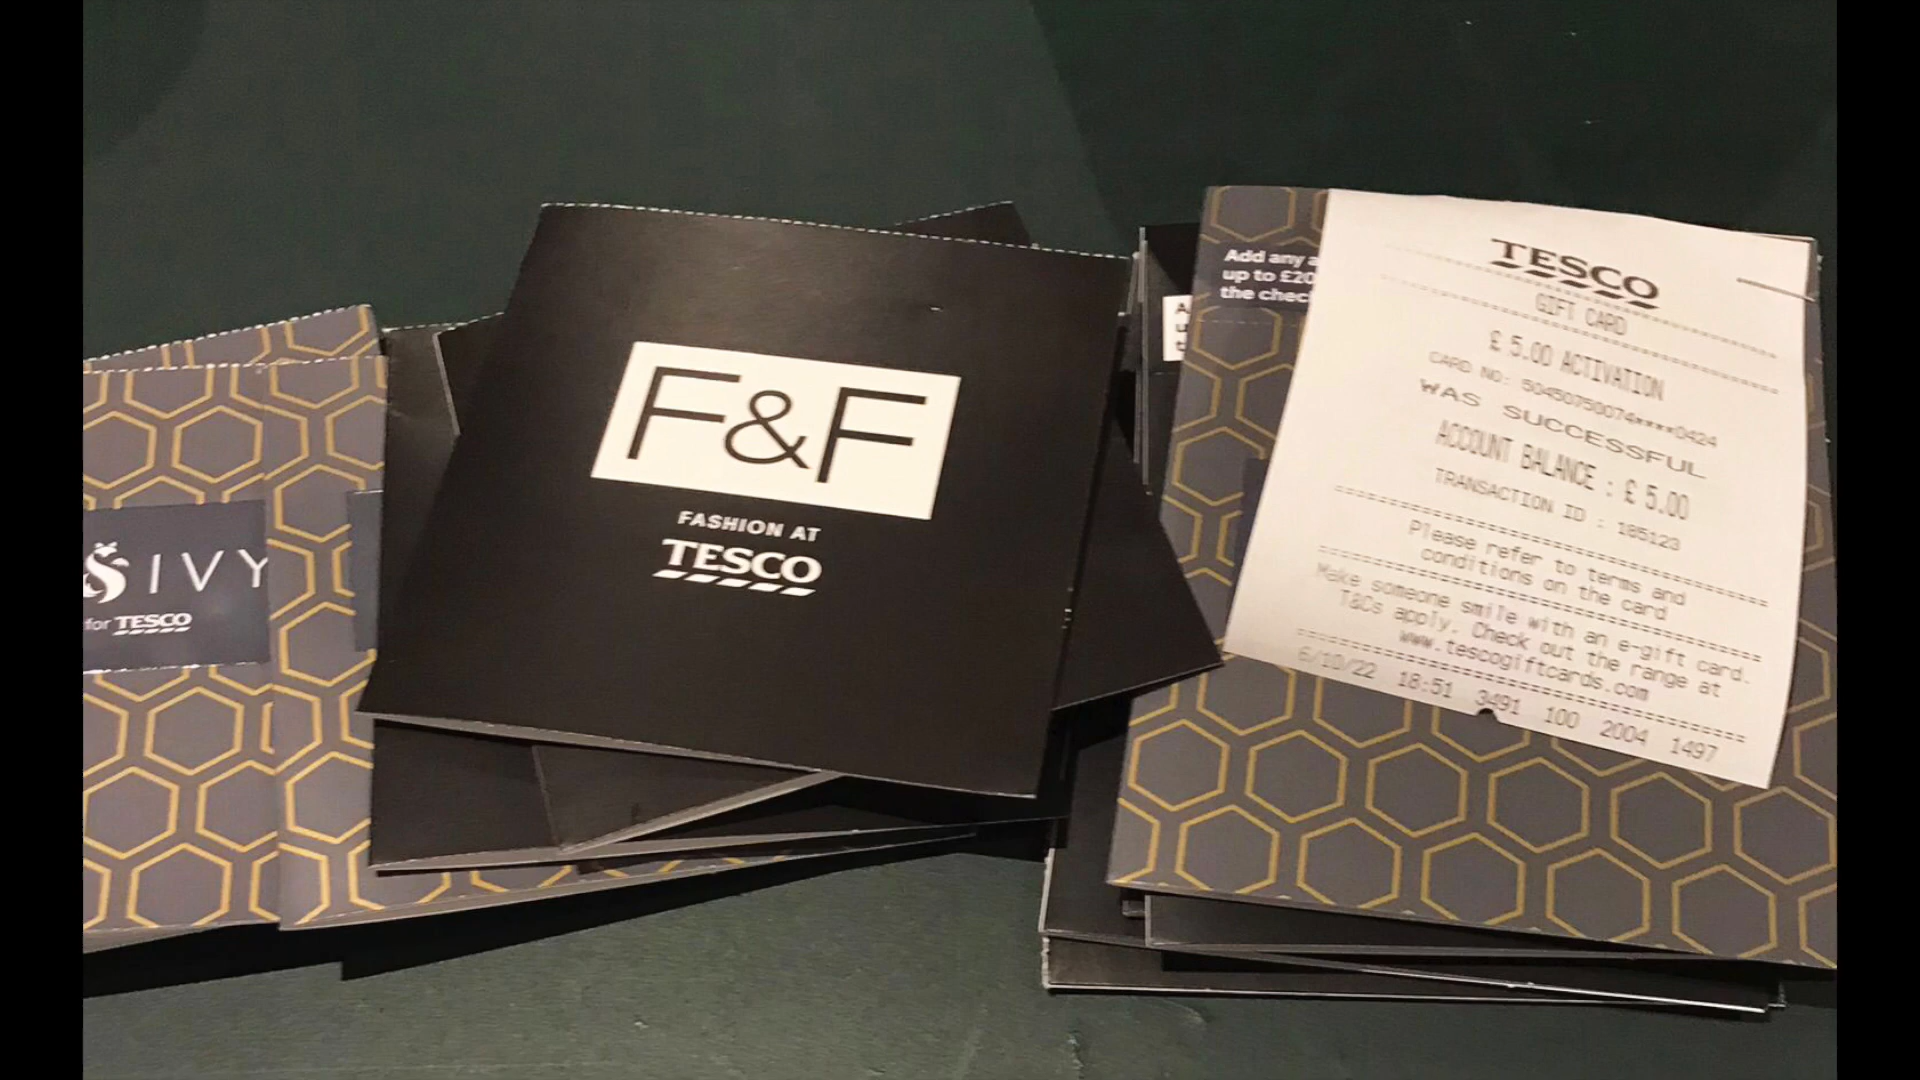 & IVY
for TESCO
F&F
FASHION AT
TESCO
Add any a
up to £20
the chec
TESCO
GIFT CARD
£ 5.00 ACTIVATION
CARD NO: 50450750074****0424
WAS SUCCESSFUL
ACCOUNT BALANCE : £ 5.00
TRANSACTION ID : 185123
Please refer to terms and
conditions on the card
Make someone smile with an e-gift card.
T&Cs apply. Check out the range at
www.tescogiftcards.com
6/10/22 18:51 3491 100 2004 1497